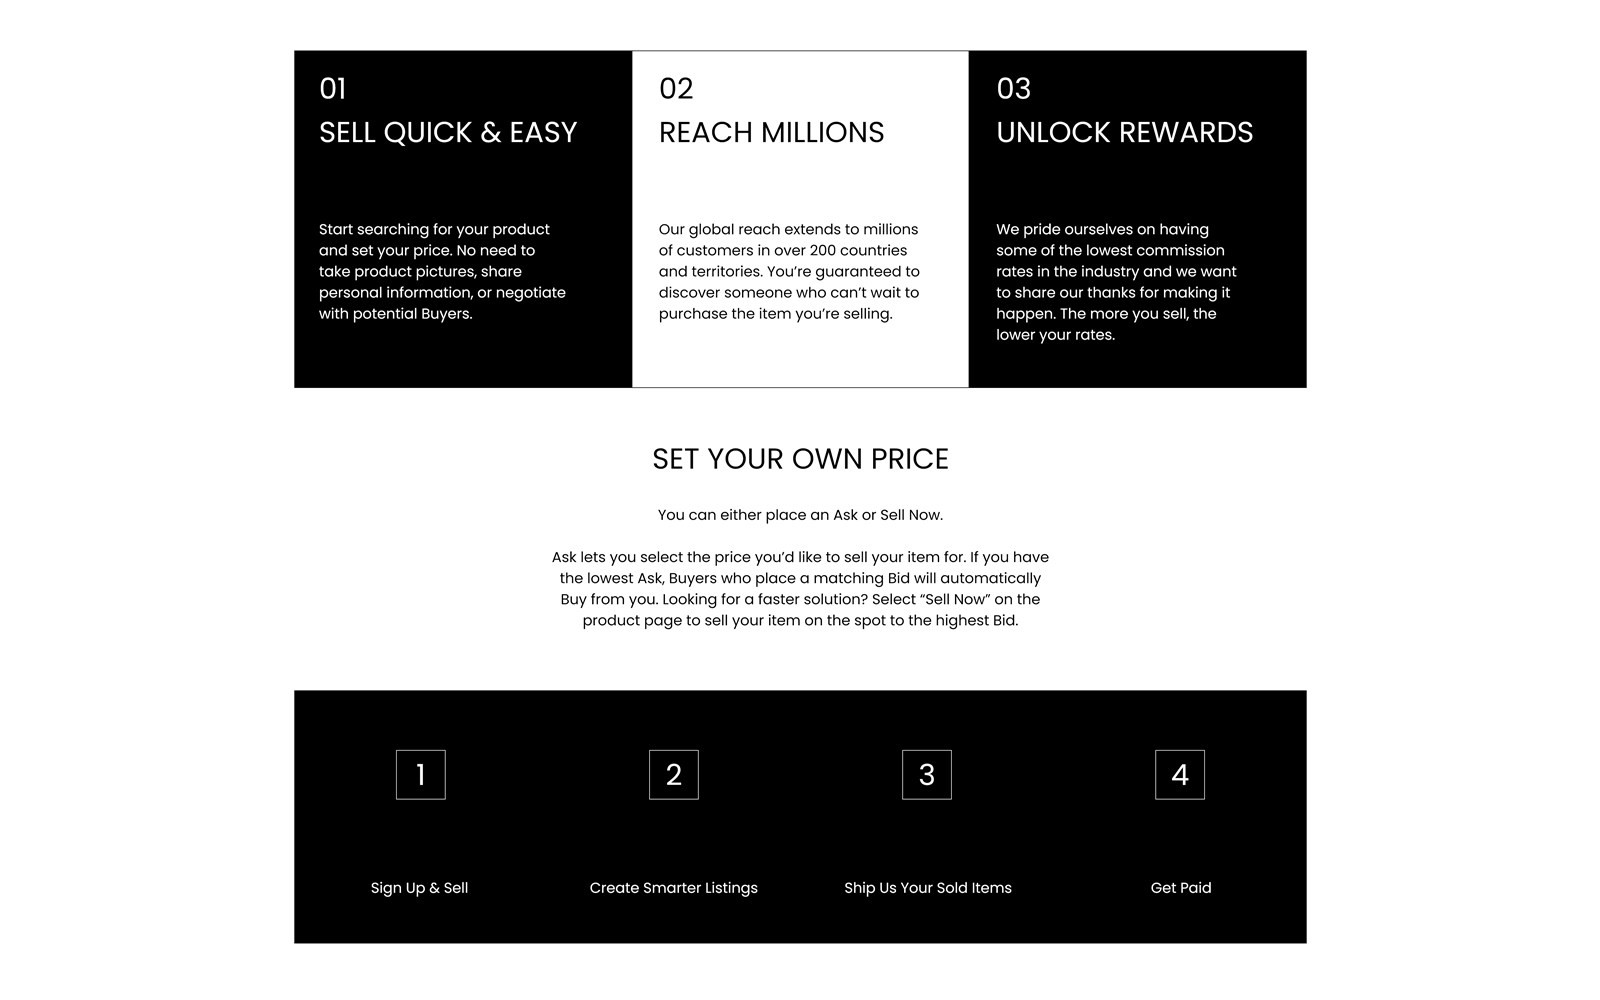 01
SELL QUICK & EASY
Start searching for your product
and set your price. No need to
take product pictures, share
personal information, or negotiate
with potential Buyers.
02
REACH MILLIONS
Our global reach extends to millions
of customers in over 200 countries
and territories. You’re guaranteed to
discover someone who can’t wait to
purchase the item you’re selling.
03
UNLOCK REWARDS
We pride ourselves on having
some of the lowest commission
rates in the industry and we want
to share our thanks for making it
happen. The more you sell, the
lower your rates.
SET YOUR OWN PRICE
You can either place an Ask or Sell Now.
Ask lets you select the price you’d like to sell your item for. If you have
the lowest Ask, Buyers who place a matching Bid will automatically
Buy from you. Looking for a faster solution? Select “Sell Now” on the
product page to sell your item on the spot to the highest Bid.
1
Sign Up & Sell
2
Create Smarter Listings
3
Ship Us Your Sold Items
4
Get Paid